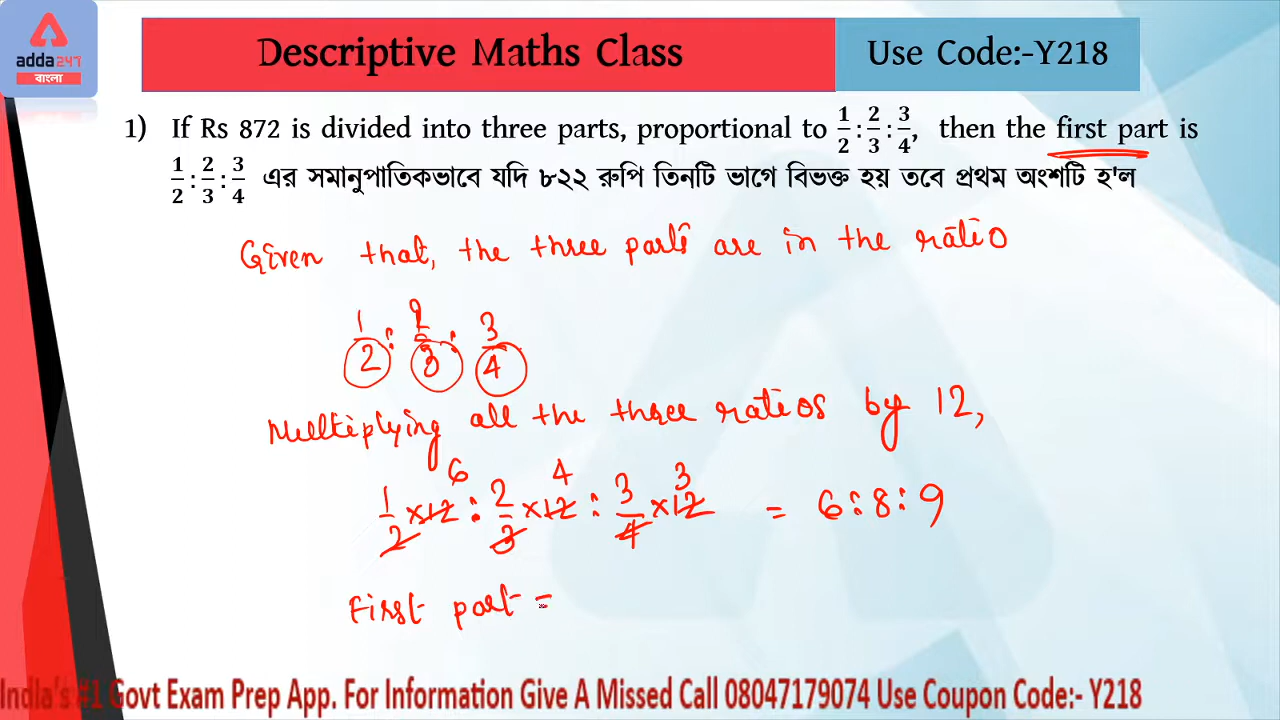 adda247
বাংলা
Descriptive Maths Class
Use Code:-Y218
1) If Rs 872 is divided into three parts, proportional to 1/2 : 2/3 : 3/4, then the first part is
1/2 : 2/3 : 3/4 এর সমানুপাতিকভাবে যদি ৮২২ রুপি তিনটি ভাগে বিভক্ত হয় তবে প্রথম অংশটি হ'ল
Given that, the three parts are in the ratio
1/2 : 2/3 : 3/4
Multiplying all the three ratios by 12,
6 4 3
1/2 × 12 : 2/3 × 12 : 3/4 × 12 = 6 : 8 : 9
First part =
India's #1 Govt Exam Prep App. For Information Give A Missed Call 08047179074 Use Coupon Code:- Y218